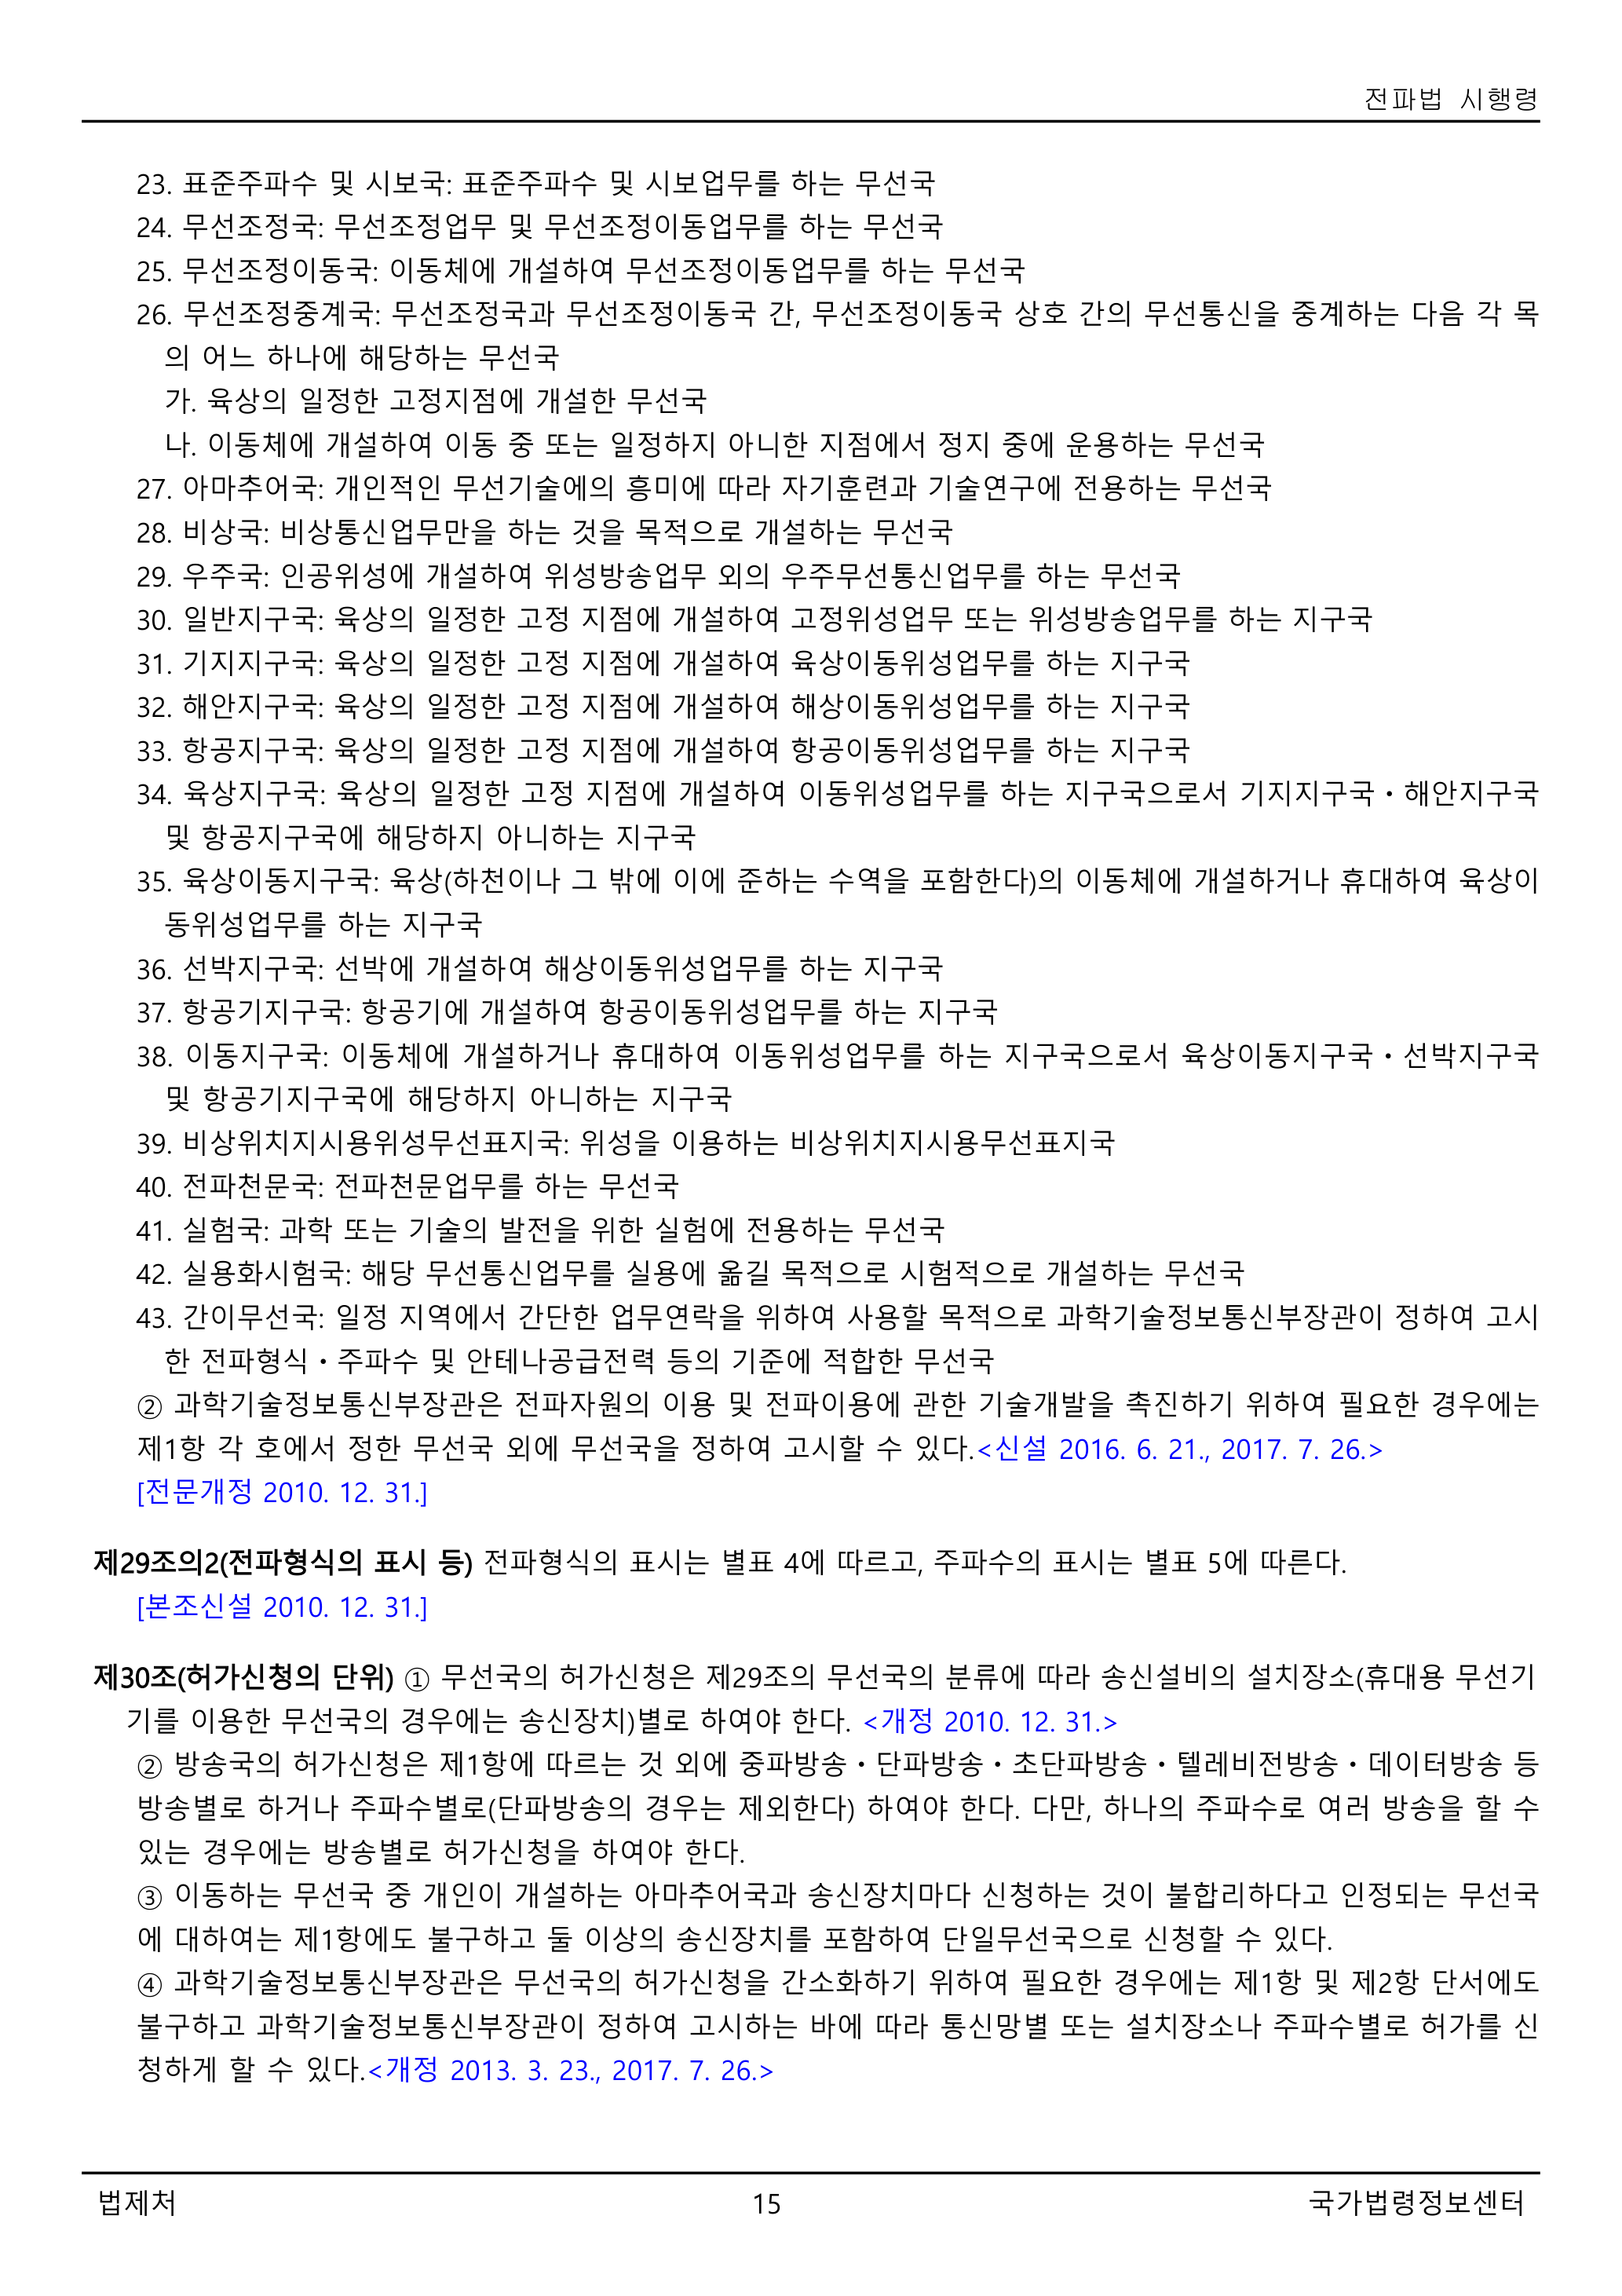 전파법 시행령
23. 표준주파수 및 시보국: 표준주파수 및 시보업무를 하는 무선국
24. 무선조정국: 무선조정업무 및 무선조정이동업무를 하는 무선국
25. 무선조정이동국: 이동체에 개설하여 무선조정이동업무를 하는 무선국
26. 무선조정중계국: 무선조정국과 무선조정이동국 간, 무선조정이동국 상호 간의 무선통신을 중계하는 다음 각 목
의 어느 하나에 해당하는 무선국
가. 육상의 일정한 고정지점에 개설한 무선국
나. 이동체에 개설하여 이동 중 또는 일정하지 아니한 지점에서 정지 중에 운용하는 무선국
27. 아마추어국: 개인적인 무선기술에의 흥미에 따라 자기훈련과 기술연구에 전용하는 무선국
28. 비상국: 비상통신업무만을 하는 것을 목적으로 개설하는 무선국
29. 우주국: 인공위성에 개설하여 위성방송업무 외의 우주무선통신업무를 하는 무선국
30. 일반지구국: 육상의 일정한 고정 지점에 개설하여 고정위성업무 또는 위성방송업무를 하는 지구국
31. 기지지구국: 육상의 일정한 고정 지점에 개설하여 육상이동위성업무를 하는 지구국
32. 해안지구국: 육상의 일정한 고정 지점에 개설하여 해상이동위성업무를 하는 지구국
33. 항공지구국: 육상의 일정한 고정 지점에 개설하여 항공이동위성업무를 하는 지구국
34. 육상지구국: 육상의 일정한 고정 지점에 개설하여 이동위성업무를 하는 지구국으로서 기지지구국ㆍ해안지구국
및 항공지구국에 해당하지 아니하는 지구국
35. 육상이동지구국: 육상(하천이나 그 밖에 이에 준하는 수역을 포함한다)의 이동체에 개설하거나 휴대하여 육상이
동위성업무를 하는 지구국
36. 선박지구국: 선박에 개설하여 해상이동위성업무를 하는 지구국
37. 항공기지구국: 항공기에 개설하여 항공이동위성업무를 하는 지구국
38. 이동지구국: 이동체에 개설하거나 휴대하여 이동위성업무를 하는 지구국으로서 육상이동지구국ㆍ선박지구국
및 항공기지구국에 해당하지 아니하는 지구국
39. 비상위치지시용위성무선표지국: 위성을 이용하는 비상위치지시용무선표지국
40. 전파천문국: 전파천문업무를 하는 무선국
41. 실험국: 과학 또는 기술의 발전을 위한 실험에 전용하는 무선국
42. 실용화시험국: 해당 무선통신업무를 실용에 옮길 목적으로 시험적으로 개설하는 무선국
43. 간이무선국: 일정 지역에서 간단한 업무연락을 위하여 사용할 목적으로 과학기술정보통신부장관이 정하여 고시
한 전파형식ㆍ주파수 및 안테나공급전력 등의 기준에 적합한 무선국
② 과학기술정보통신부장관은 전파자원의 이용 및 전파이용에 관한 기술개발을 촉진하기 위하여 필요한 경우에는
제1항 각 호에서 정한 무선국 외에 무선국을 정하여 고시할 수 있다.<신설 2016. 6. 21., 2017. 7. 26.>
[전문개정 2010. 12. 31.]
제29조의2(전파형식의 표시 등) 전파형식의 표시는 별표 4에 따르고, 주파수의 표시는 별표 5에 따른다.
[본조신설 2010. 12. 31.]
제30조(허가신청의 단위) ① 무선국의 허가신청은 제29조의 무선국의 분류에 따라 송신설비의 설치장소(휴대용 무선기
기를 이용한 무선국의 경우에는 송신장치)별로 하여야 한다. <개정 2010. 12. 31.>
② 방송국의 허가신청은 제1항에 따르는 것 외에 중파방송ㆍ단파방송ㆍ초단파방송ㆍ텔레비전방송ㆍ데이터방송 등
방송별로 하거나 주파수별로(단파방송의 경우는 제외한다) 하여야 한다. 다만, 하나의 주파수로 여러 방송을 할 수
있는 경우에는 방송별로 허가신청을 하여야 한다.
③ 이동하는 무선국 중 개인이 개설하는 아마추어국과 송신장치마다 신청하는 것이 불합리하다고 인정되는 무선국
에 대하여는 제1항에도 불구하고 둘 이상의 송신장치를 포함하여 단일무선국으로 신청할 수 있다.
④ 과학기술정보통신부장관은 무선국의 허가신청을 간소화하기 위하여 필요한 경우에는 제1항 및 제2항 단서에도
불구하고 과학기술정보통신부장관이 정하여 고시하는 바에 따라 통신망별 또는 설치장소나 주파수별로 허가를 신
청하게 할 수 있다.<개정 2013. 3. 23., 2017. 7. 26.>
법제처
15
국가법령정보센터